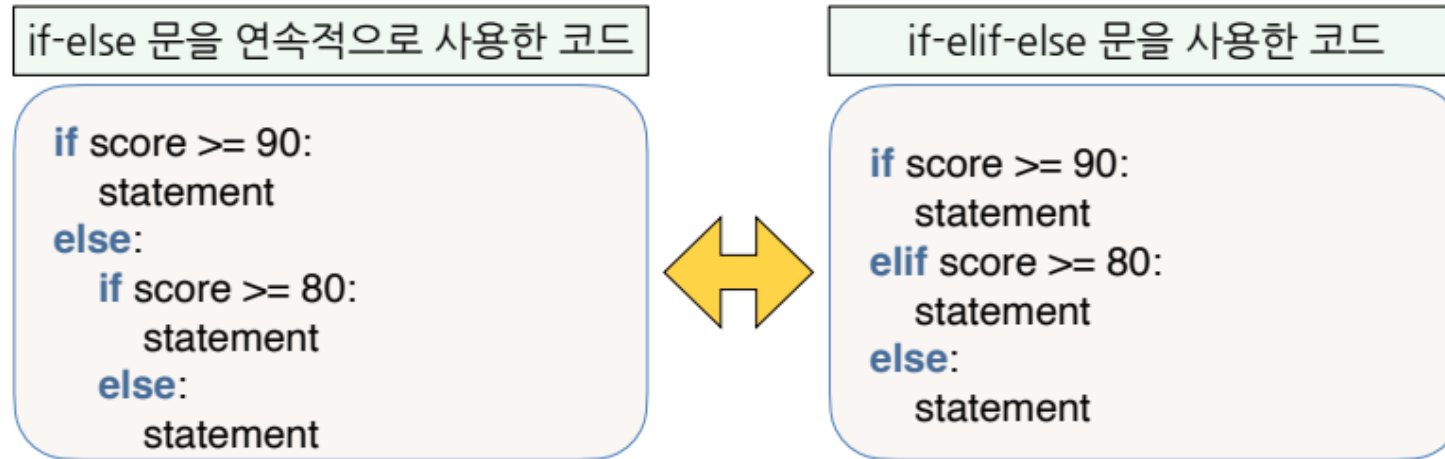 if-else 문을 연속적으로 사용한 코드
if score >= 90:
statement
else:
if score >= 80:
statement
else:
statement
if-elif-else 문을 사용한 코드
if score >= 90:
statement
elif score >= 80:
statement
else:
statement